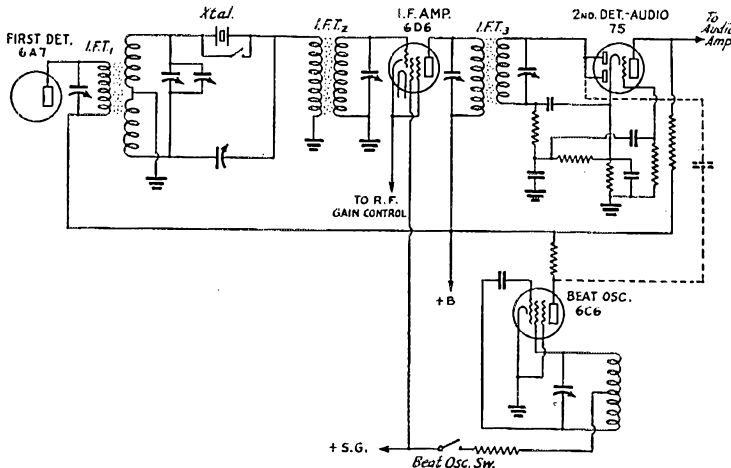 FIRST DET.
6A7
I.F.T.1
Xtal.
I.F.T.2
I.F. AMP.
6D6
I.F.T.3
2ND. DET.-AUDIO
75
To
Audio
Amp.
TO R.F.
GAIN CONTROL
+B
BEAT OSC.
6C6
+ S.G.
Beat Osc. Sw.